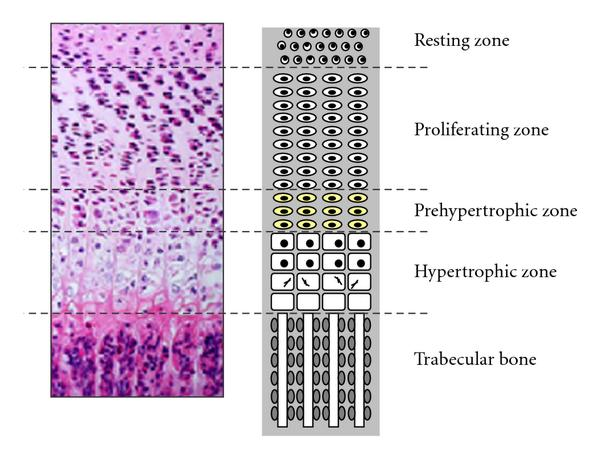 Resting zone
Proliferating zone
Prehypertrophic zone
Hypertrophic zone
Trabecular bone